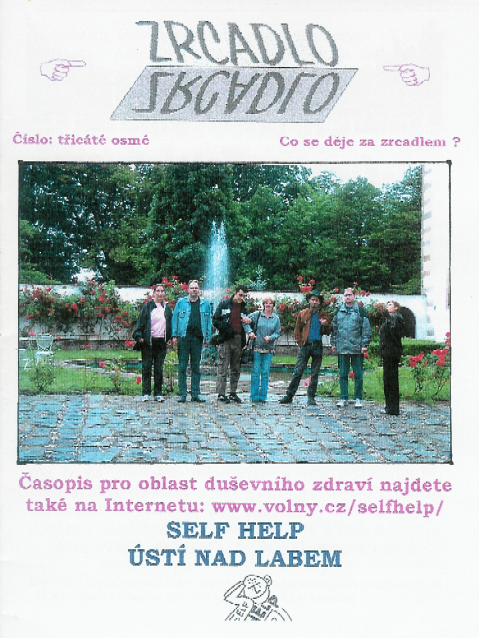 ZRCADLO
ZRCADLO
Číslo: třicáté osmé
Co se děje za zrcadlem ?
Časopis pro oblast duševního zdraví najdete
také na Internetu: www.volny.cz/selfhelp/
SELF HELP
ÚSTÍ NAD LABEM